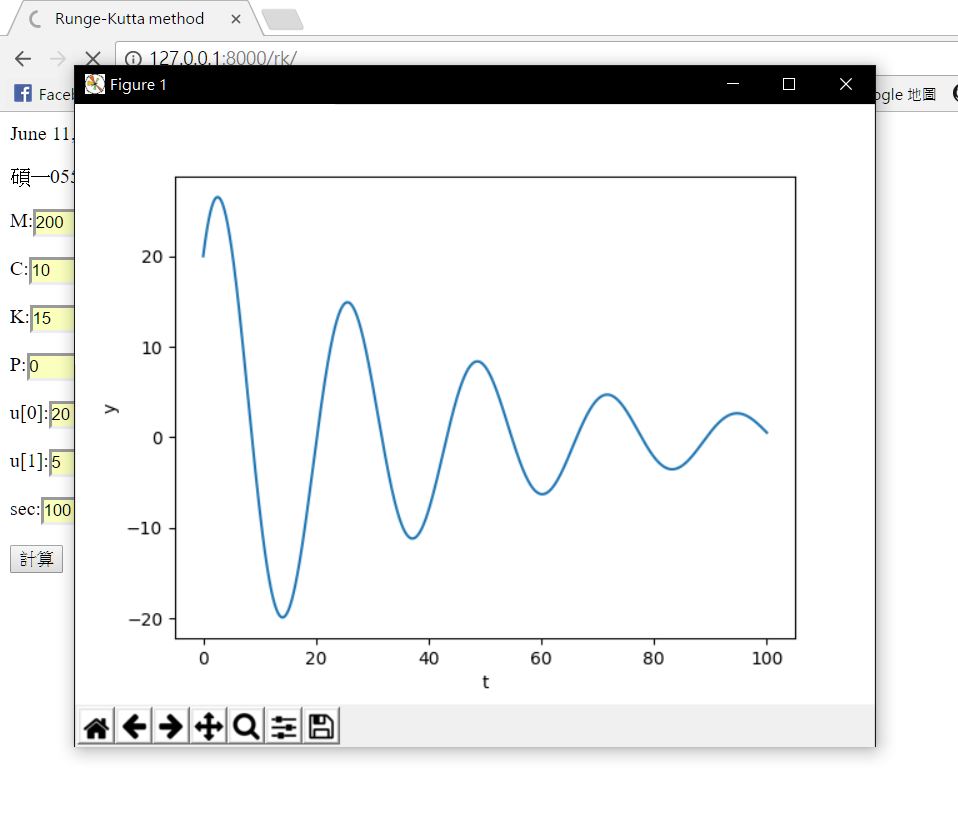 Runge-Kutta method
127.0.0.1:8000/rk/
Figure 1
地圖
June 11,
碩一05
M:200
C:10
K:15
P:0
u[0]:20
u[1]:5
sec:100
計算
20
10
0
−10
−20
y
0 20 40 60 80 100
t